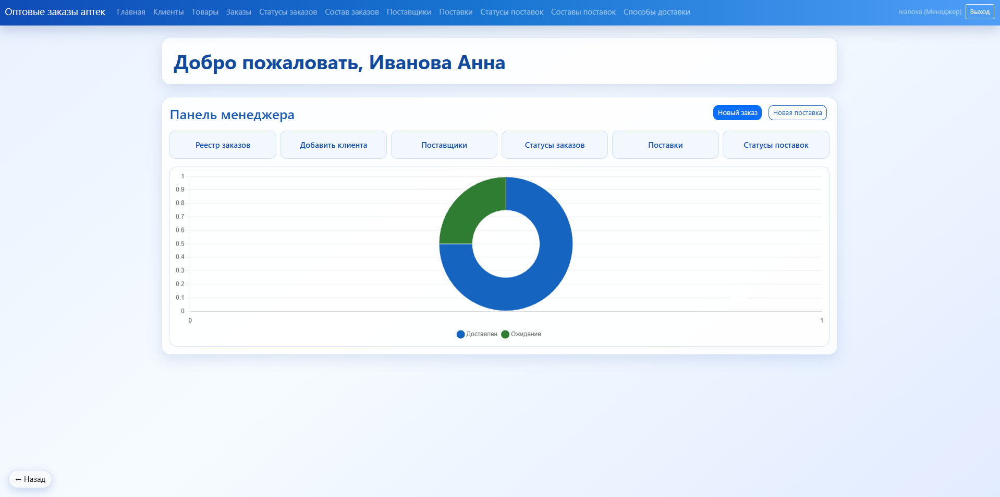 Оптовые заказы аптек Главная Клиенты Товары Заказы Статусы заказов Состав заказов Поставщики Поставки Статусы поставок Составы поставок Способы доставки ivanova (Менеджер) Выход
Добро пожаловать, Иванова Анна
Панель менеджера Новый заказ Новая поставка
Реестр заказов Добавить клиента Поставщики Статусы заказов Поставки Статусы поставок
1
0.9
0.8
0.7
0.6
0.5
0.4
0.3
0.2
0.1
0
0 1
Доставлен Ожидание
← Назад